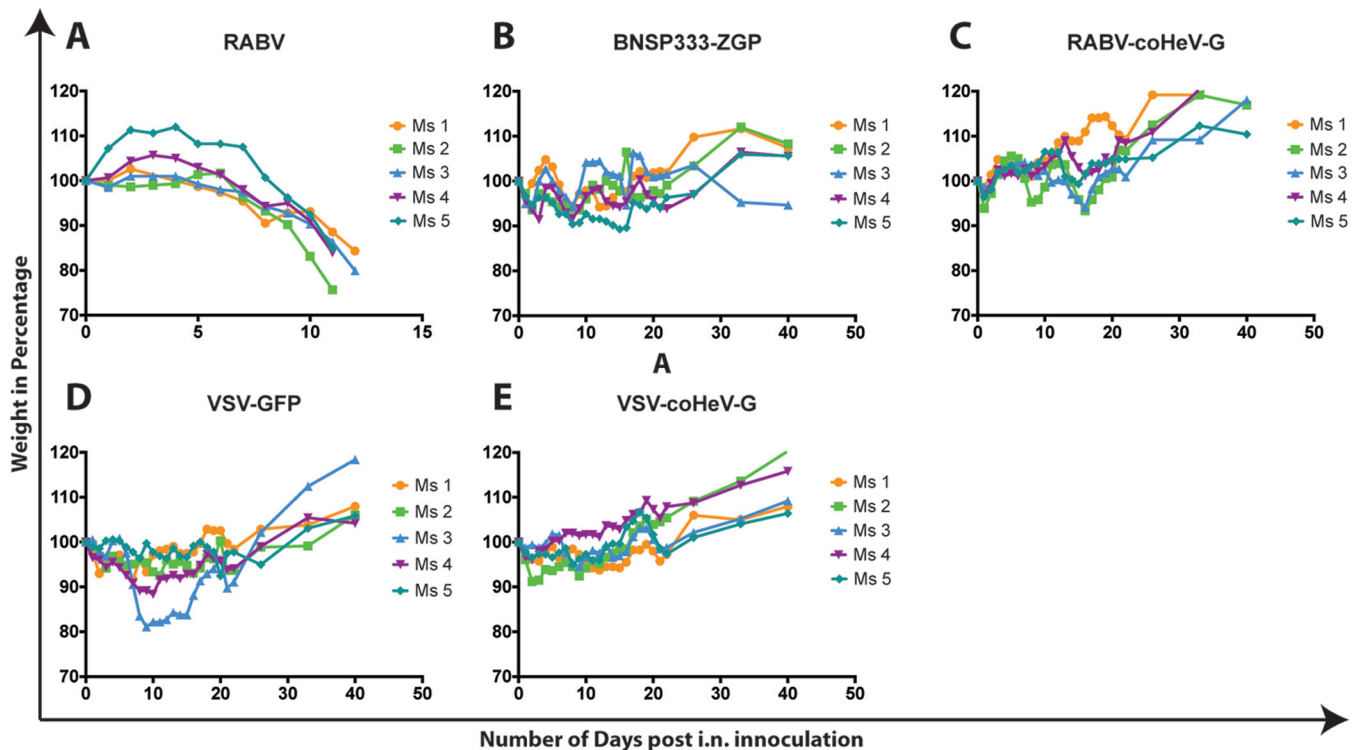 A
RABV
120
110
100
90
80
70
0
5
10
15
Ms 1
Ms 2
Ms 3
Ms 4
Ms 5
B
BNSP333-ZGP
120
110
100
90
80
70
0
10
20
30
40
50
Ms 1
Ms 2
Ms 3
Ms 4
Ms 5
C
RABV-coHeV-G
120
110
100
90
80
70
0
10
20
30
40
50
Ms 1
Ms 2
Ms 3
Ms 4
Ms 5
A
D
VSV-GFP
120
110
100
90
80
70
0
10
20
30
40
50
Ms 1
Ms 2
Ms 3
Ms 4
Ms 5
E
VSV-coHeV-G
120
110
100
90
80
70
0
10
20
30
40
50
Ms 1
Ms 2
Ms 3
Ms 4
Ms 5
Weight in Percentage
Number of Days post i.n. innoculation